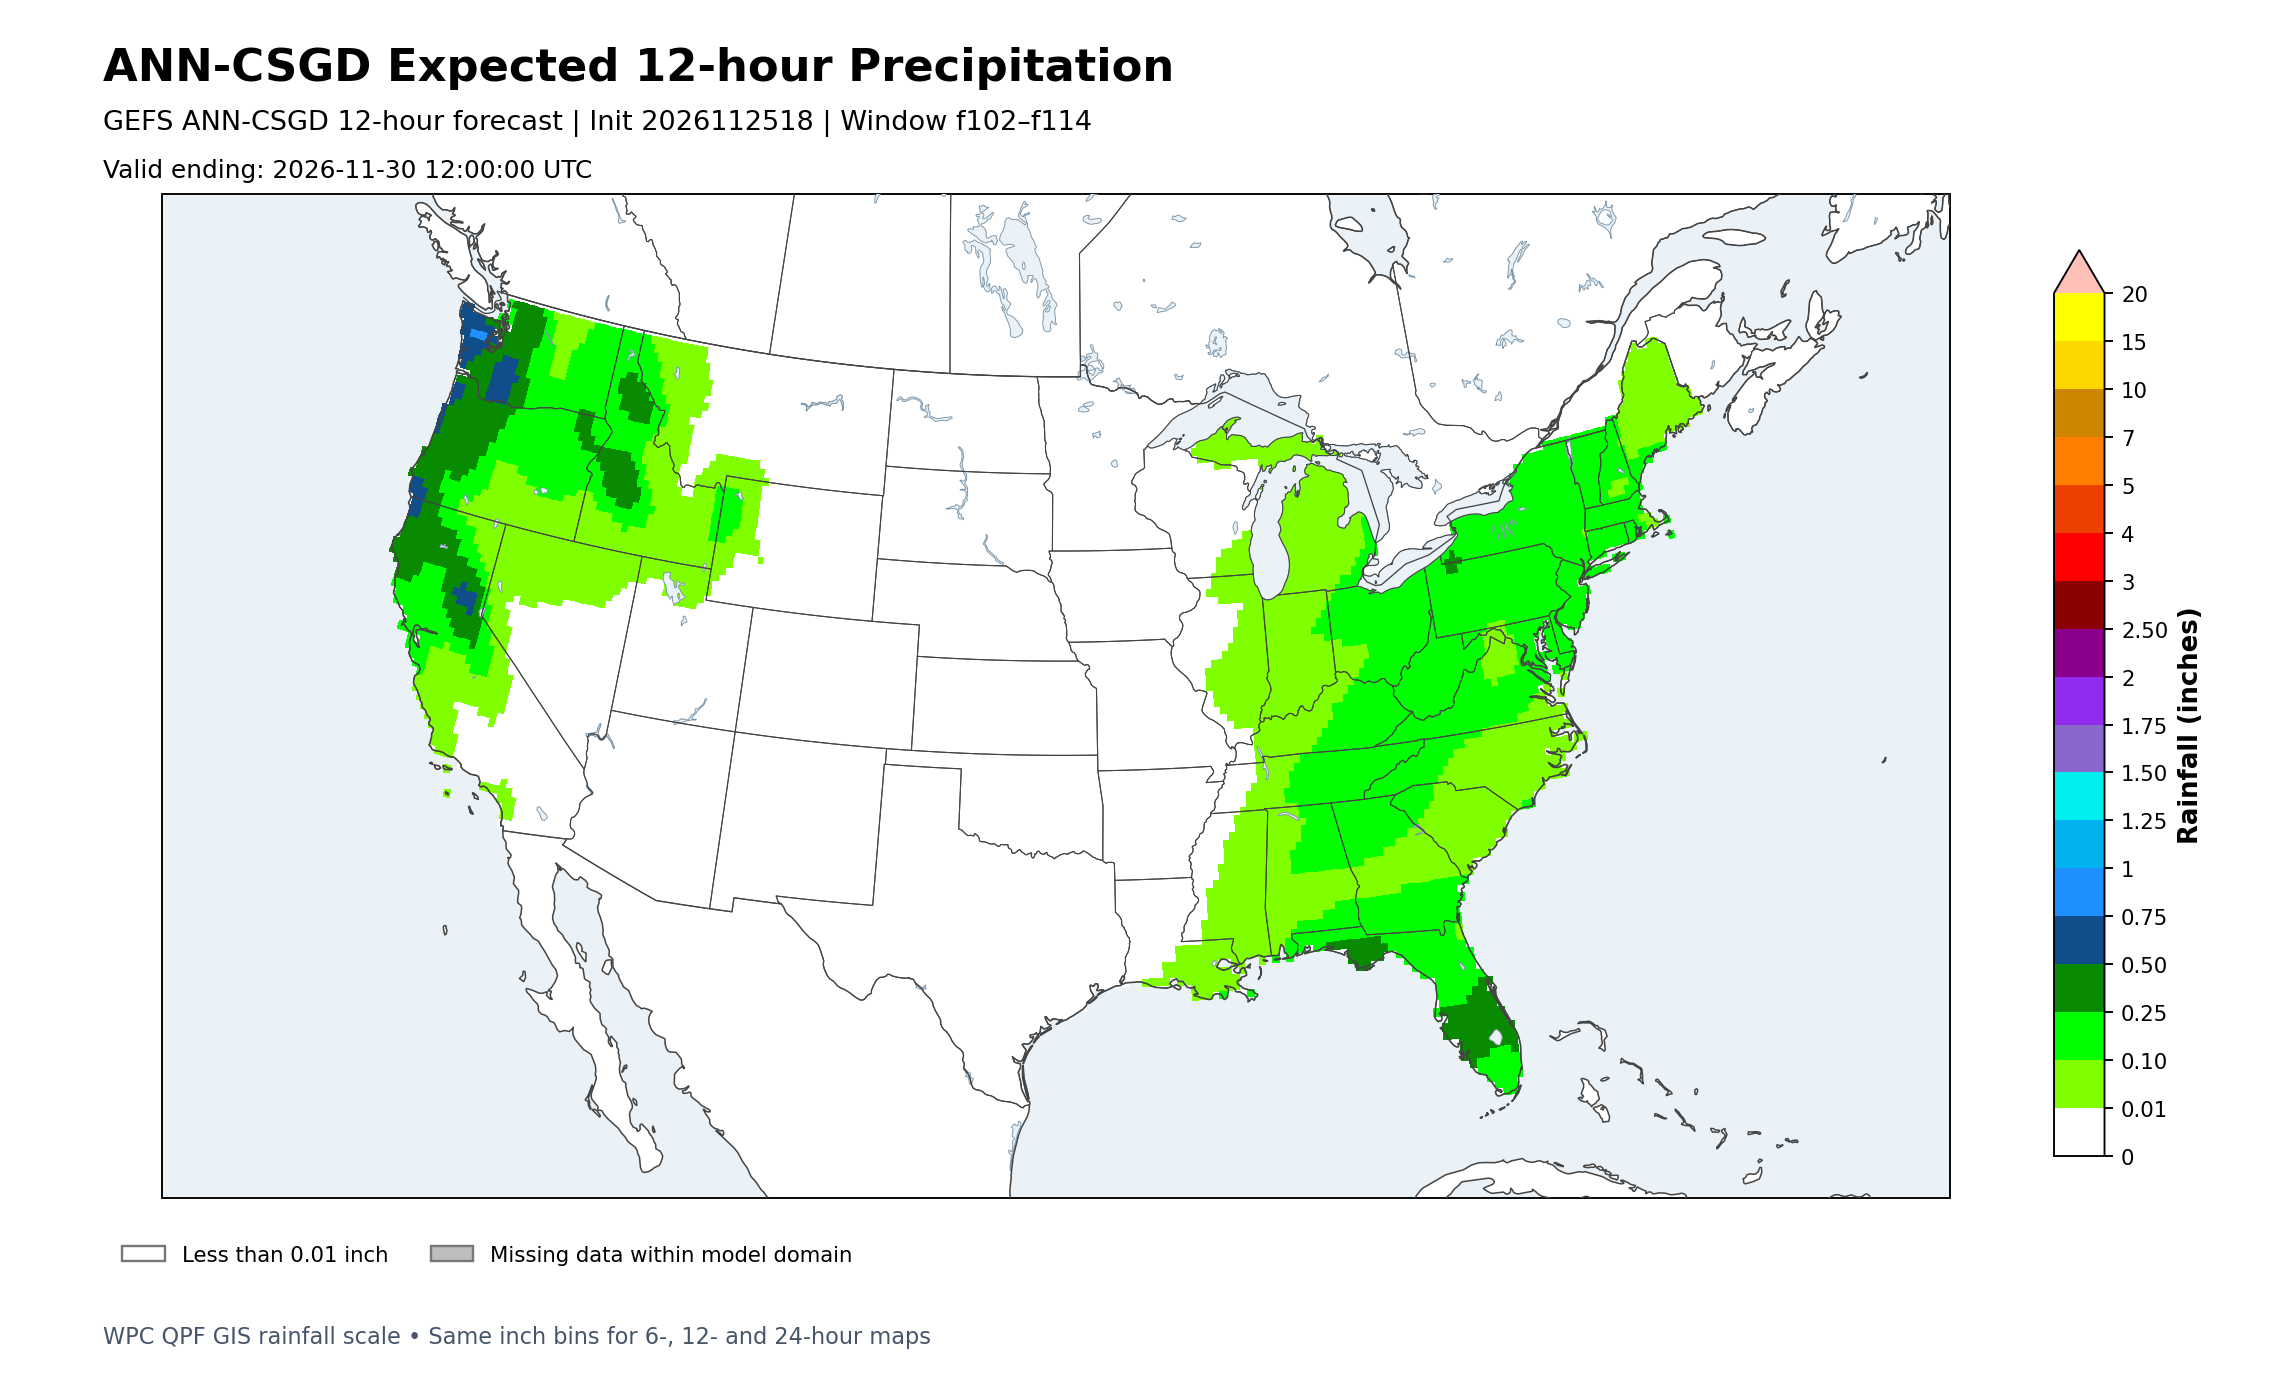 ANN-CSGD Expected 12-hour Precipitation
GEFS ANN-CSGD 12-hour forecast | Init 2026112518 | Window f102–f114
Valid ending: 2026-11-30 12:00:00 UTC
20
15
10
7
5
4
3
2.50
2
1.75
1.50
1.25
1
0.75
0.50
0.25
0.10
0.01
0
Rainfall (inches)
Less than 0.01 inch
Missing data within model domain
WPC QPF GIS rainfall scale • Same inch bins for 6-, 12- and 24-hour maps